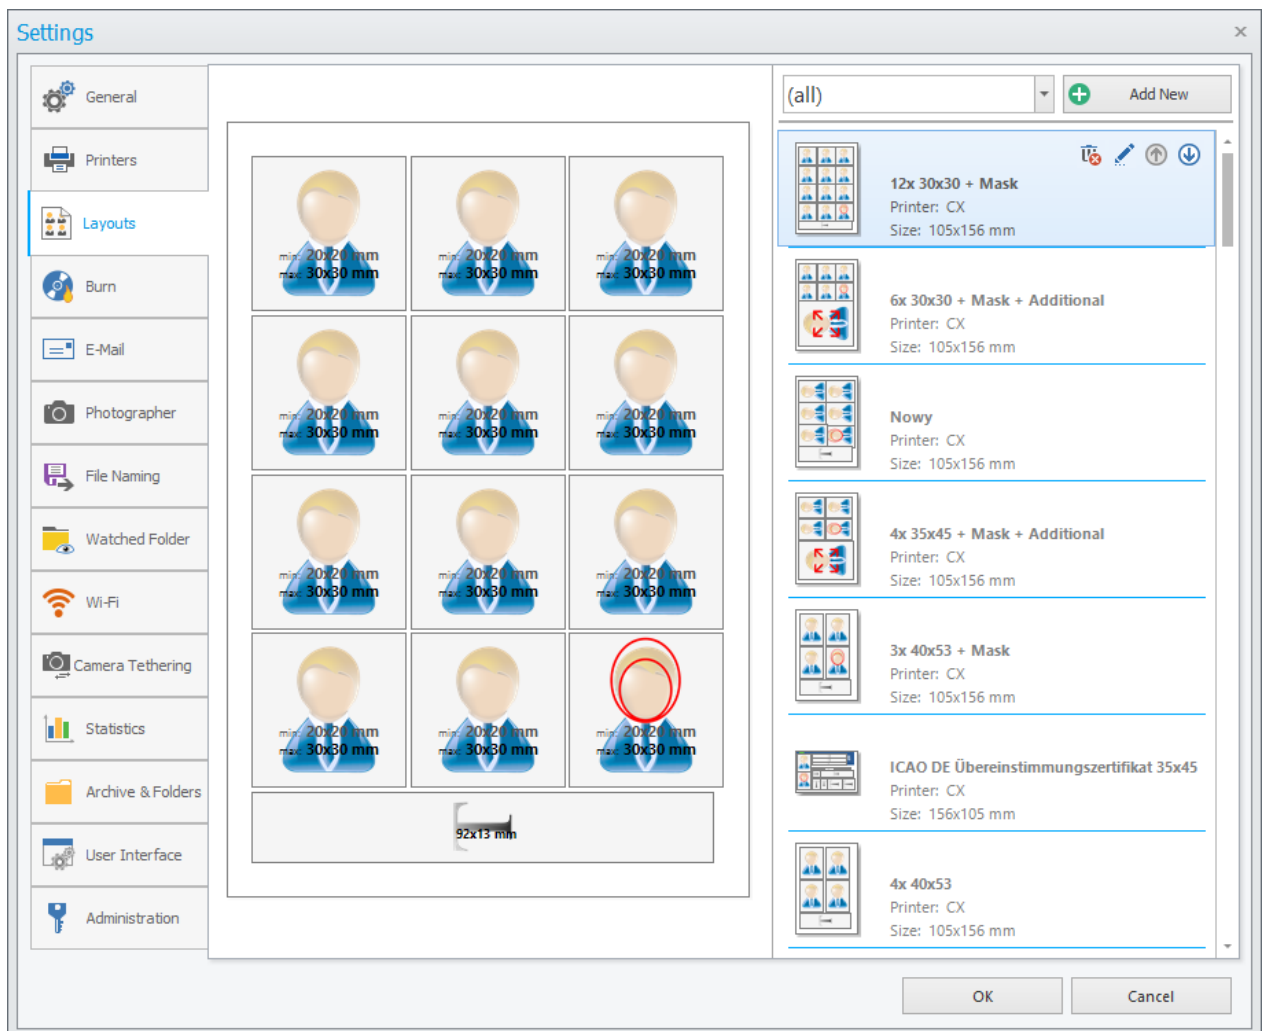 Settings
General
Printers
Layouts
Burn
E-Mail
Photographer
File Naming
Watched Folder
Wi-Fi
Camera Tethering
Statistics
Archive & Folders
User Interface
Administration
min: 20x20 mm min: 20x20 mm min: 20x20 mm
max: 30x30 mm max: 30x30 mm max: 30x30 mm
min: 20x20 mm min: 20x20 mm min: 20x20 mm
max: 30x30 mm max: 30x30 mm max: 30x30 mm
min: 20x20 mm min: 20x20 mm min: 20x20 mm
max: 30x30 mm max: 30x30 mm max: 30x30 mm
min: 20x20 mm min: 20x20 mm min: 20x20 mm
max: 30x30 mm max: 30x30 mm max: 30x30 mm
92x13 mm
(all)
Add New
12x 30x30 + Mask
Printer: CX
Size: 105x156 mm
6x 30x30 + Mask + Additional
Printer: CX
Size: 105x156 mm
Nowy
Printer: CX
Size: 105x156 mm
4x 35x45 + Mask + Additional
Printer: CX
Size: 105x156 mm
3x 40x53 + Mask
Printer: CX
Size: 105x156 mm
ICAO DE Übereinstimmungszertifikat 35x45
Printer: CX
Size: 156x105 mm
4x 40x53
Printer: CX
Size: 105x156 mm
OK
Cancel